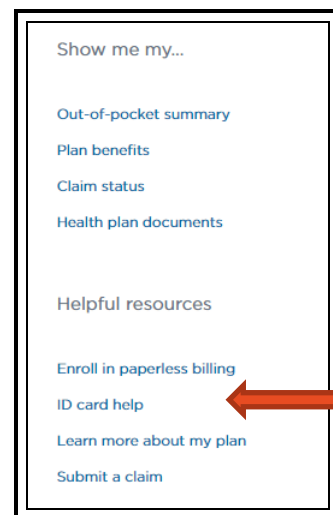 Show me my...
Out-of-pocket summary
Plan benefits
Claim status
Health plan documents
Helpful resources
Enroll in paperless billing
ID card help
Learn more about my plan
Submit a claim